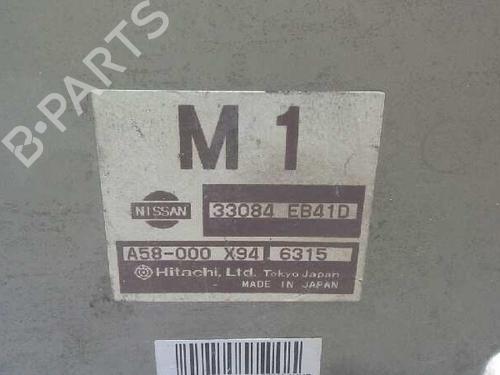 B-PARTS
M 1
NISSAN 33084 EB41D
A58-000 X94 6315
Hitachi, Ltd. Tokyo Japan
MADE IN JAPAN